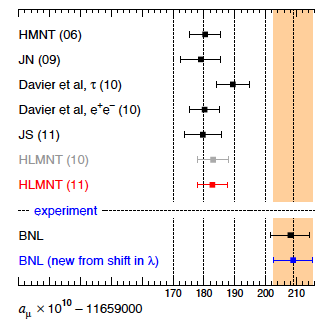 HMNT (06)
JN (09)
Davier et al, τ (10)
Davier et al, e⁺e⁻ (10)
JS (11)
HLMNT (10)
HLMNT (11)
experiment
BNL
BNL (new from shift in λ)
170 180 190 200 210
aμ × 10¹⁰ – 11659000